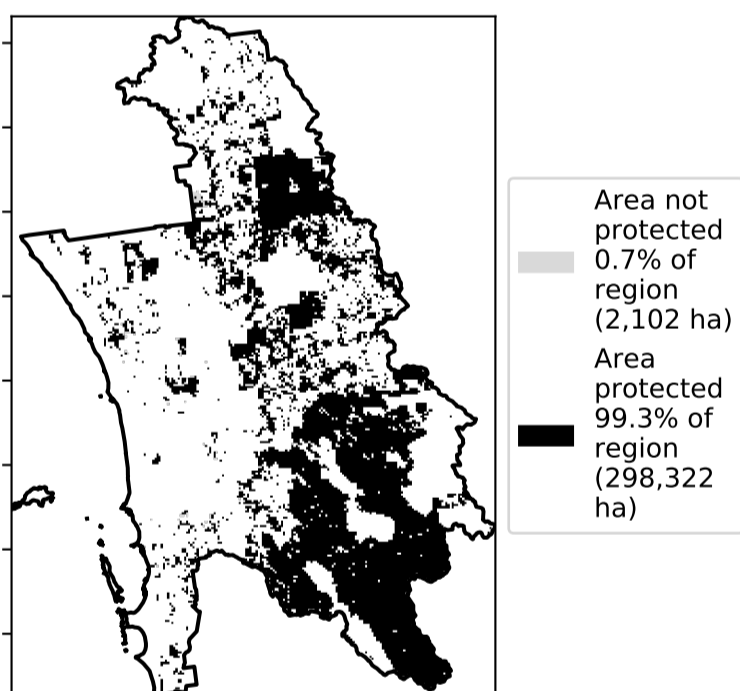 Area not
protected
0.7% of
region
(2,102 ha)
Area
protected
99.3% of
region
(298,322
ha)